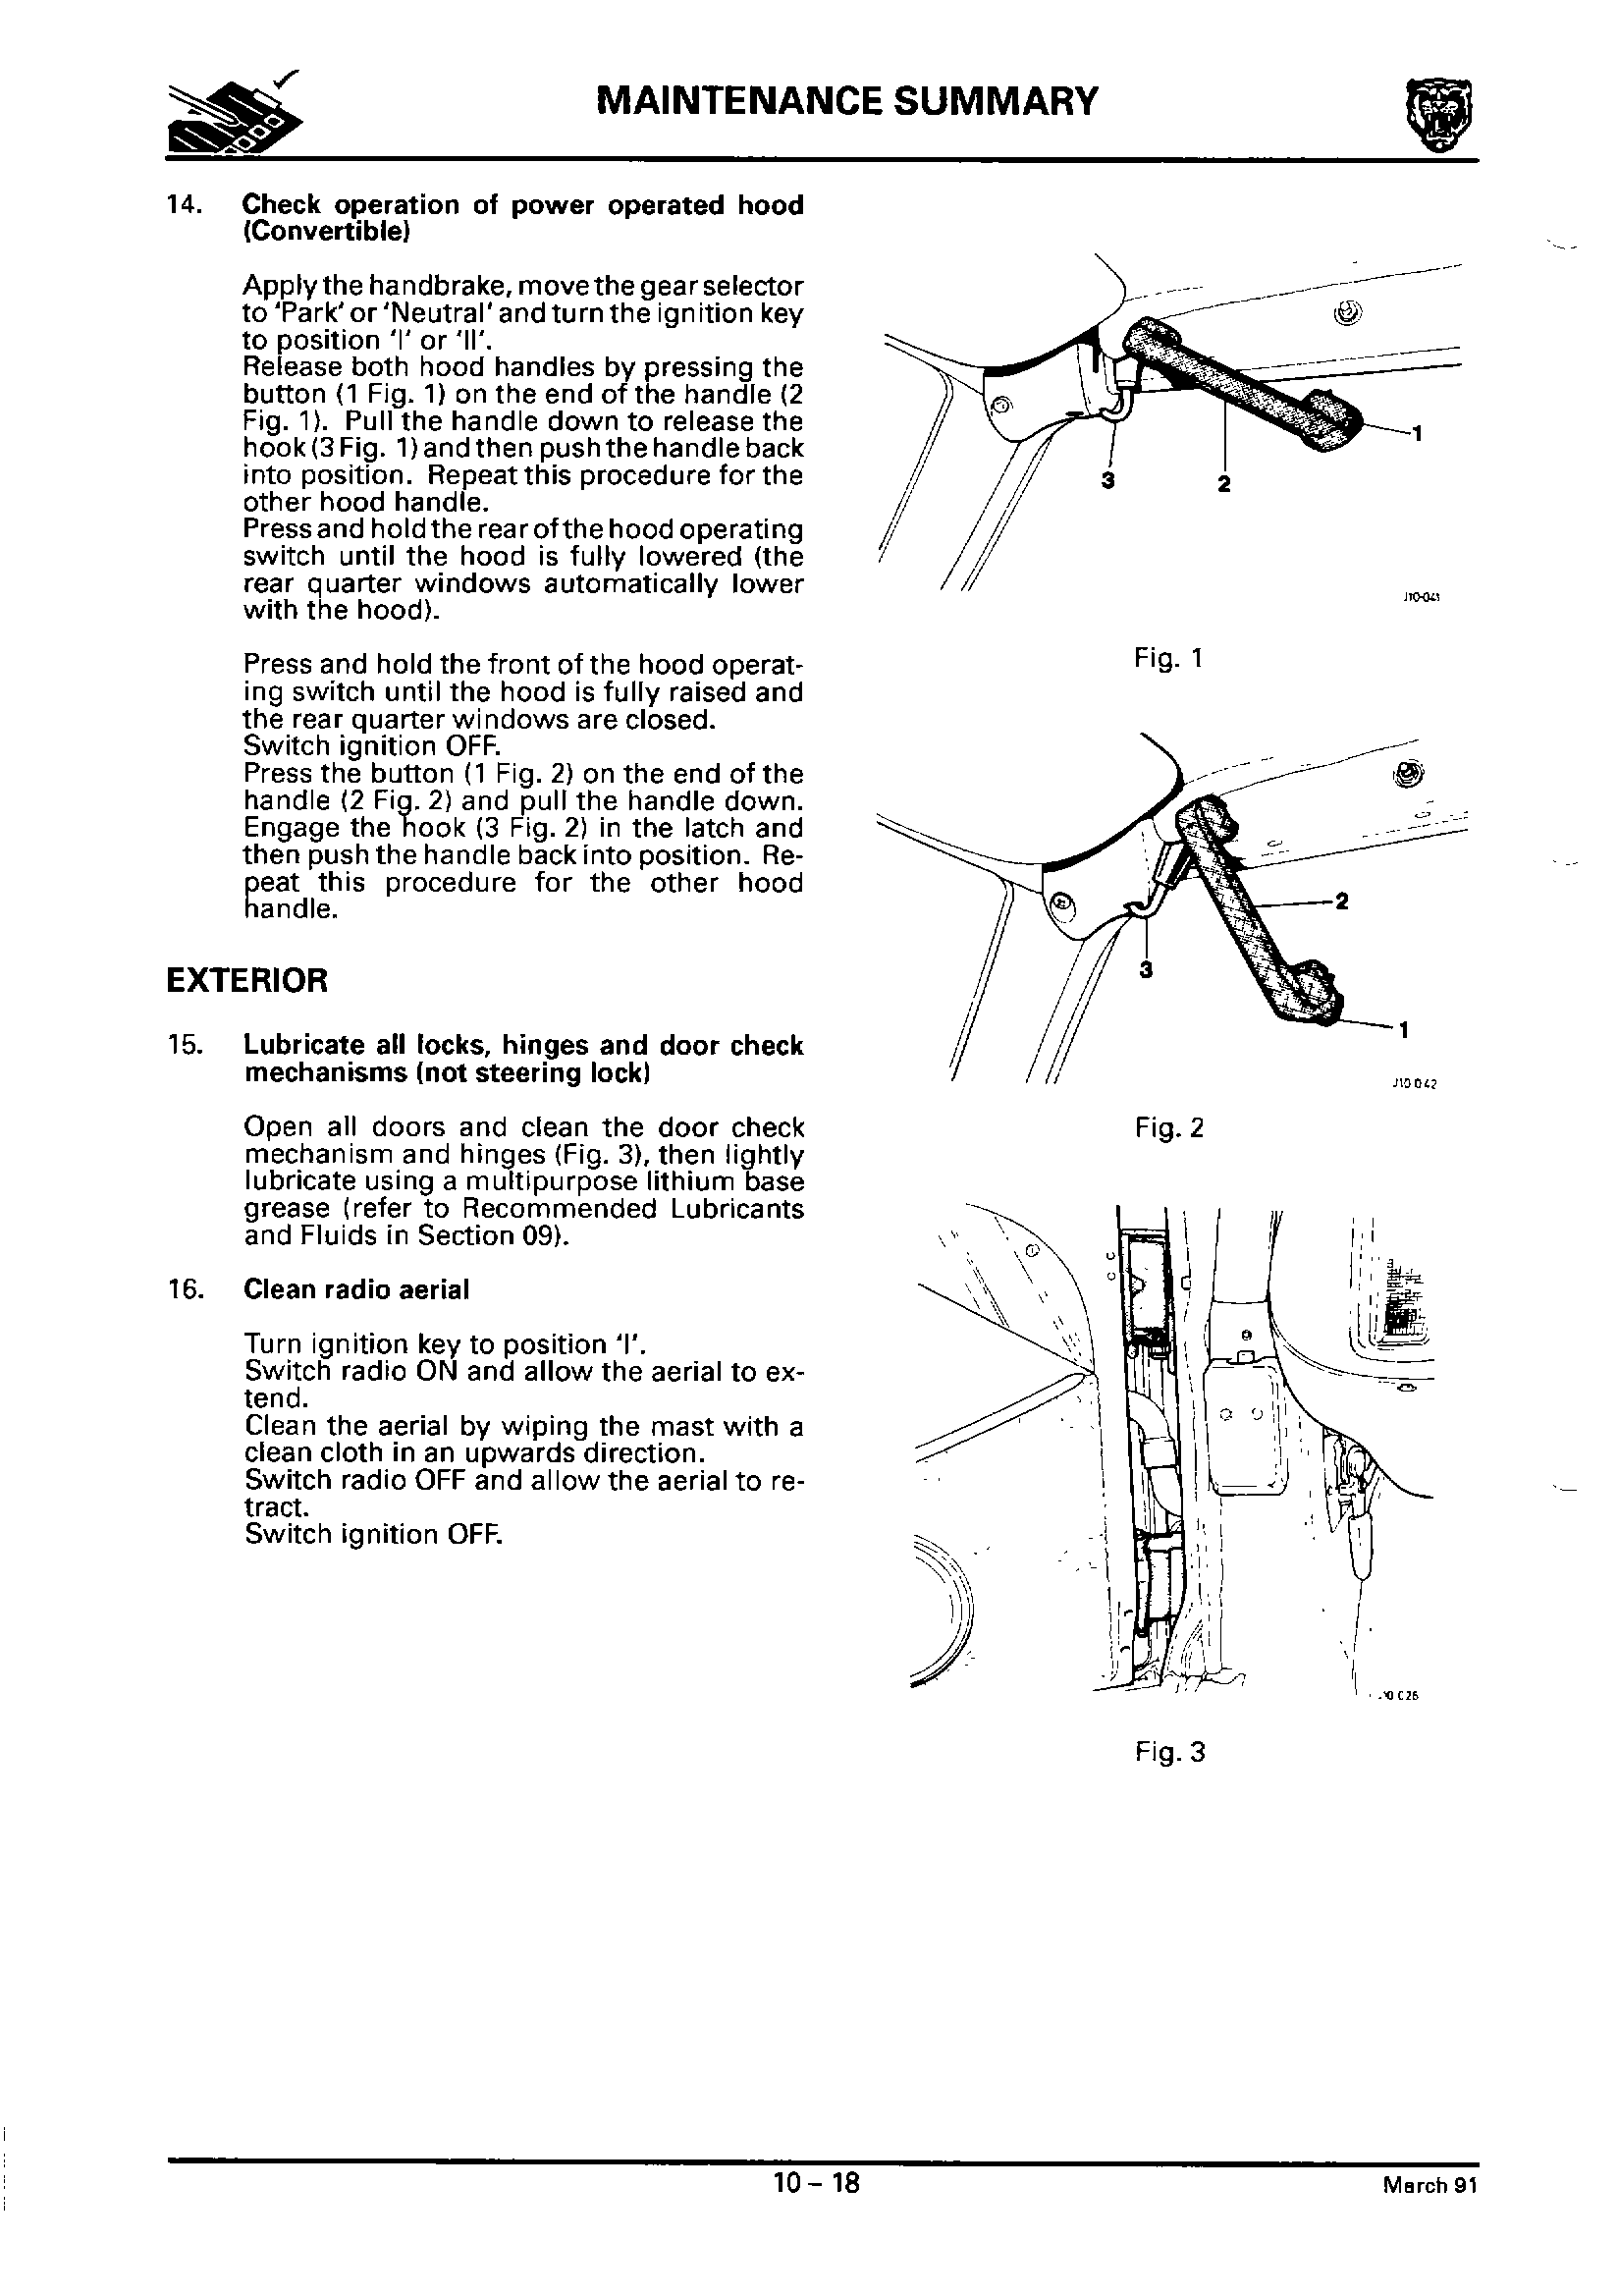 MAINTENANCE SUMMARY
14. Check operation of power operated hood
(Convertible)
Apply the handbrake, move the gear selector
to 'Park' or 'Neutral' and turn the ignition key
to position 'I' or 'II'.
Release both hood handles by pressing the
button (1 Fig. 1) on the end of the handle (2
Fig. 1). Pull the handle down to release the
hook (3 Fig. 1) and then push the handle back
into position. Repeat this procedure for the
other hood handle.
Press and hold the rear of the hood operating
switch until the hood is fully lowered (the
rear quarter windows automatically lower
with the hood).
Press and hold the front of the hood operat-
ing switch until the hood is fully raised and
the rear quarter windows are closed.
Switch ignition OFF.
Press the button (1 Fig. 2) on the end of the
handle (2 Fig. 2) and pull the handle down.
Engage the hook (3 Fig. 2) in the latch and
then push the handle back into position. Re-
peat this procedure for the other hood
handle.
EXTERIOR
15. Lubricate all locks, hinges and door check
mechanisms (not steering lock)
Open all doors and clean the door check
mechanism and hinges (Fig. 3), then lightly
lubricate using a multipurpose lithium base
grease (refer to Recommended Lubricants
and Fluids in Section 09).
16. Clean radio aerial
Turn ignition key to position 'I'.
Switch radio ON and allow the aerial to ex-
tend.
Clean the aerial by wiping the mast with a
clean cloth in an upwards direction.
Switch radio OFF and allow the aerial to re-
tract.
Switch ignition OFF.
1
3
2
J10-041
Fig. 1
2
3
1
J10 042
Fig. 2
Fig. 3
10 – 18
March 91